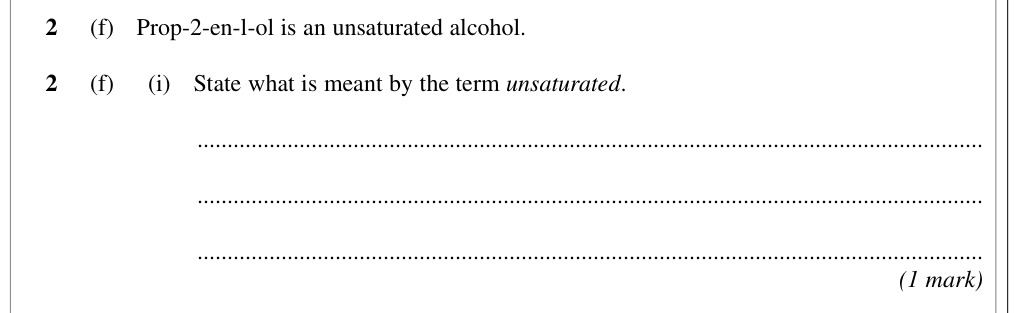 2 (f) Prop-2-en-l-ol is an unsaturated alcohol.
2 (f) (i) State what is meant by the term unsaturated.
(1 mark)